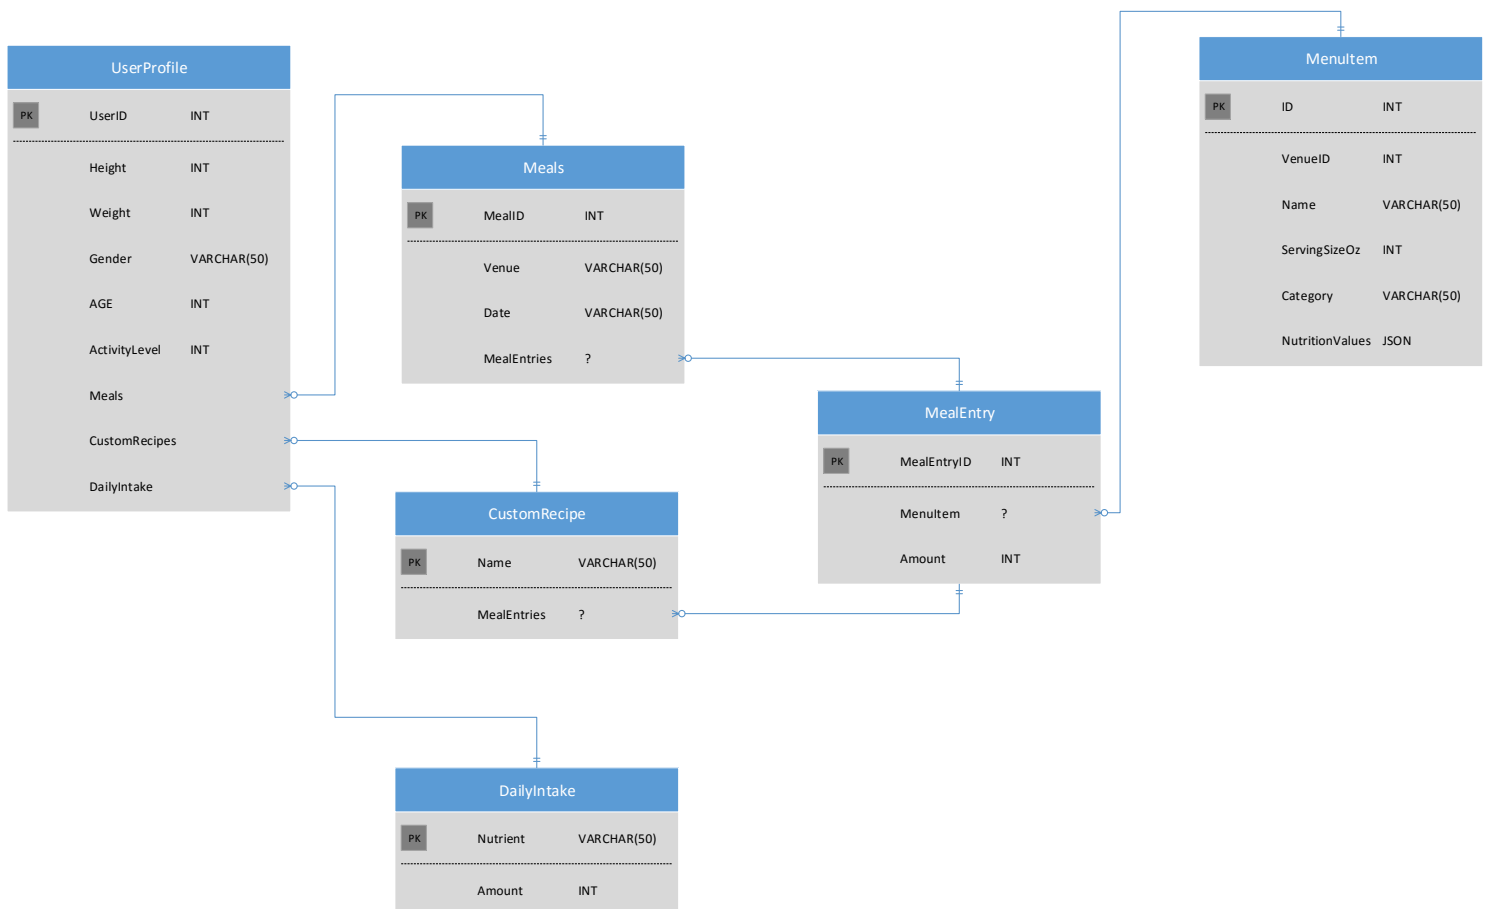 UserProfile
PK UserID INT
Height INT
Weight INT
Gender VARCHAR(50)
AGE INT
ActivityLevel INT
Meals
CustomRecipes
DailyIntake
Meals
PK MealID INT
Venue VARCHAR(50)
Date VARCHAR(50)
MealEntries ?
CustomRecipe
PK Name VARCHAR(50)
MealEntries ?
DailyIntake
PK Nutrient VARCHAR(50)
Amount INT
MealEntry
PK MealEntryID INT
MenuItem ?
Amount INT
MenuItem
PK ID INT
VenueID INT
Name VARCHAR(50)
ServingSizeOz INT
Category VARCHAR(50)
NutritionValues JSON